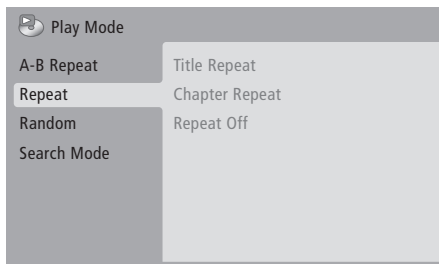 Play Mode
A-B Repeat
Repeat
Random
Search Mode
Title Repeat
Chapter Repeat
Repeat Off